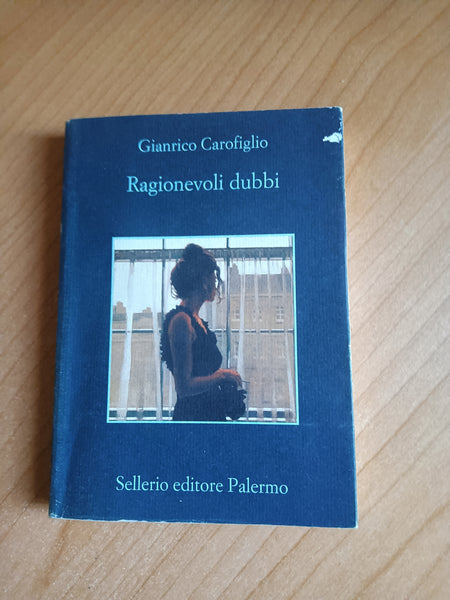 Gianrico Carofiglio
Ragionevoli dubbi
Sellerio editore Palermo